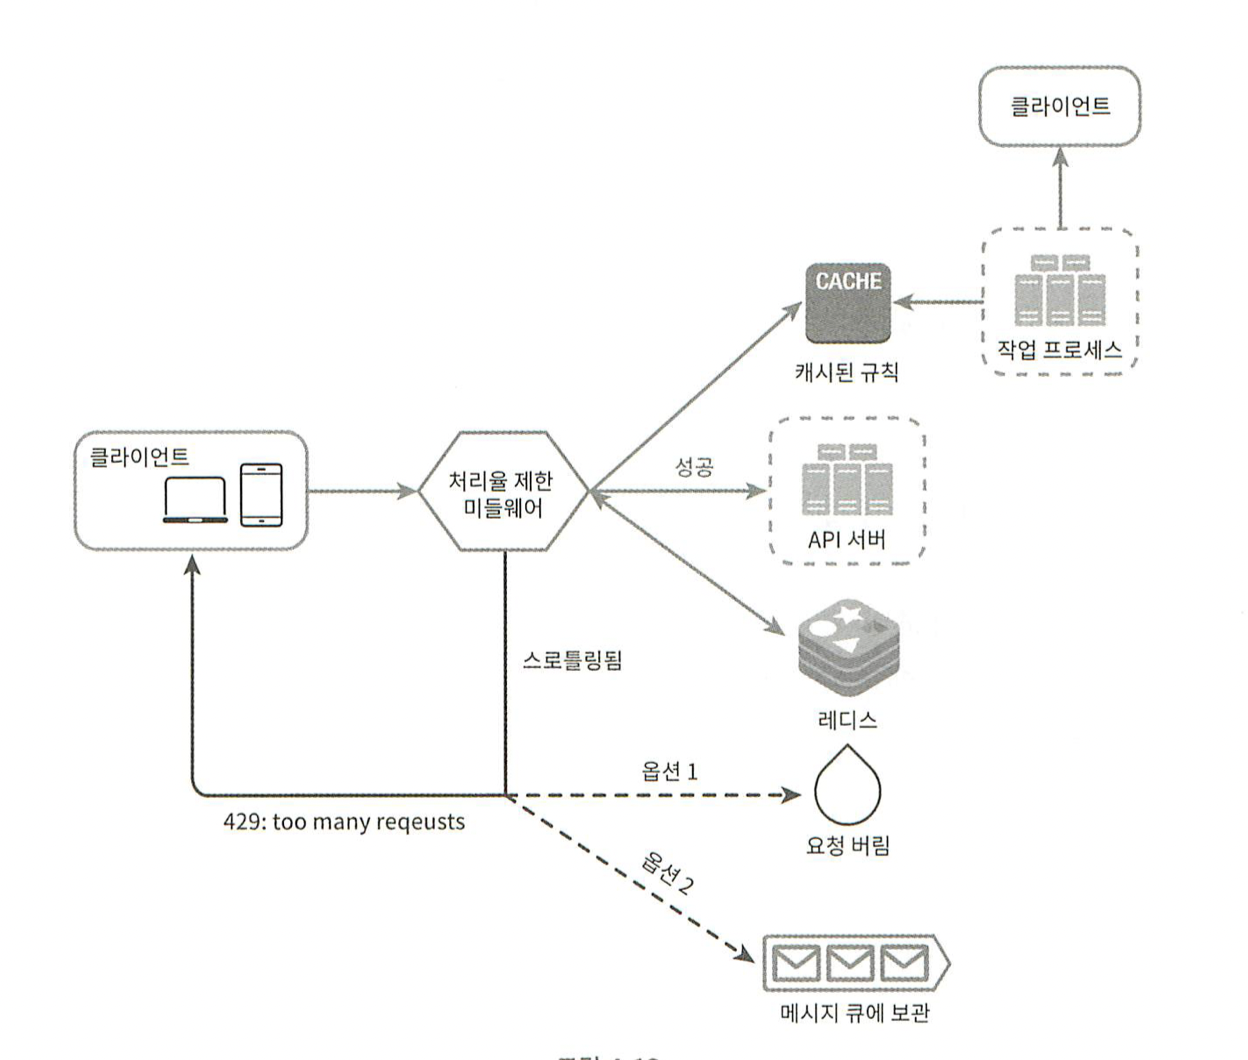 클라이언트
CACHE
작업 프로세스
캐시된 규칙
클라이언트
처리율 제한
미들웨어
성공
API 서버
스로틀링됨
레디스
옵션 1
429: too many reqeusts
요청 버림
옵션 2
메시지 큐에 보관